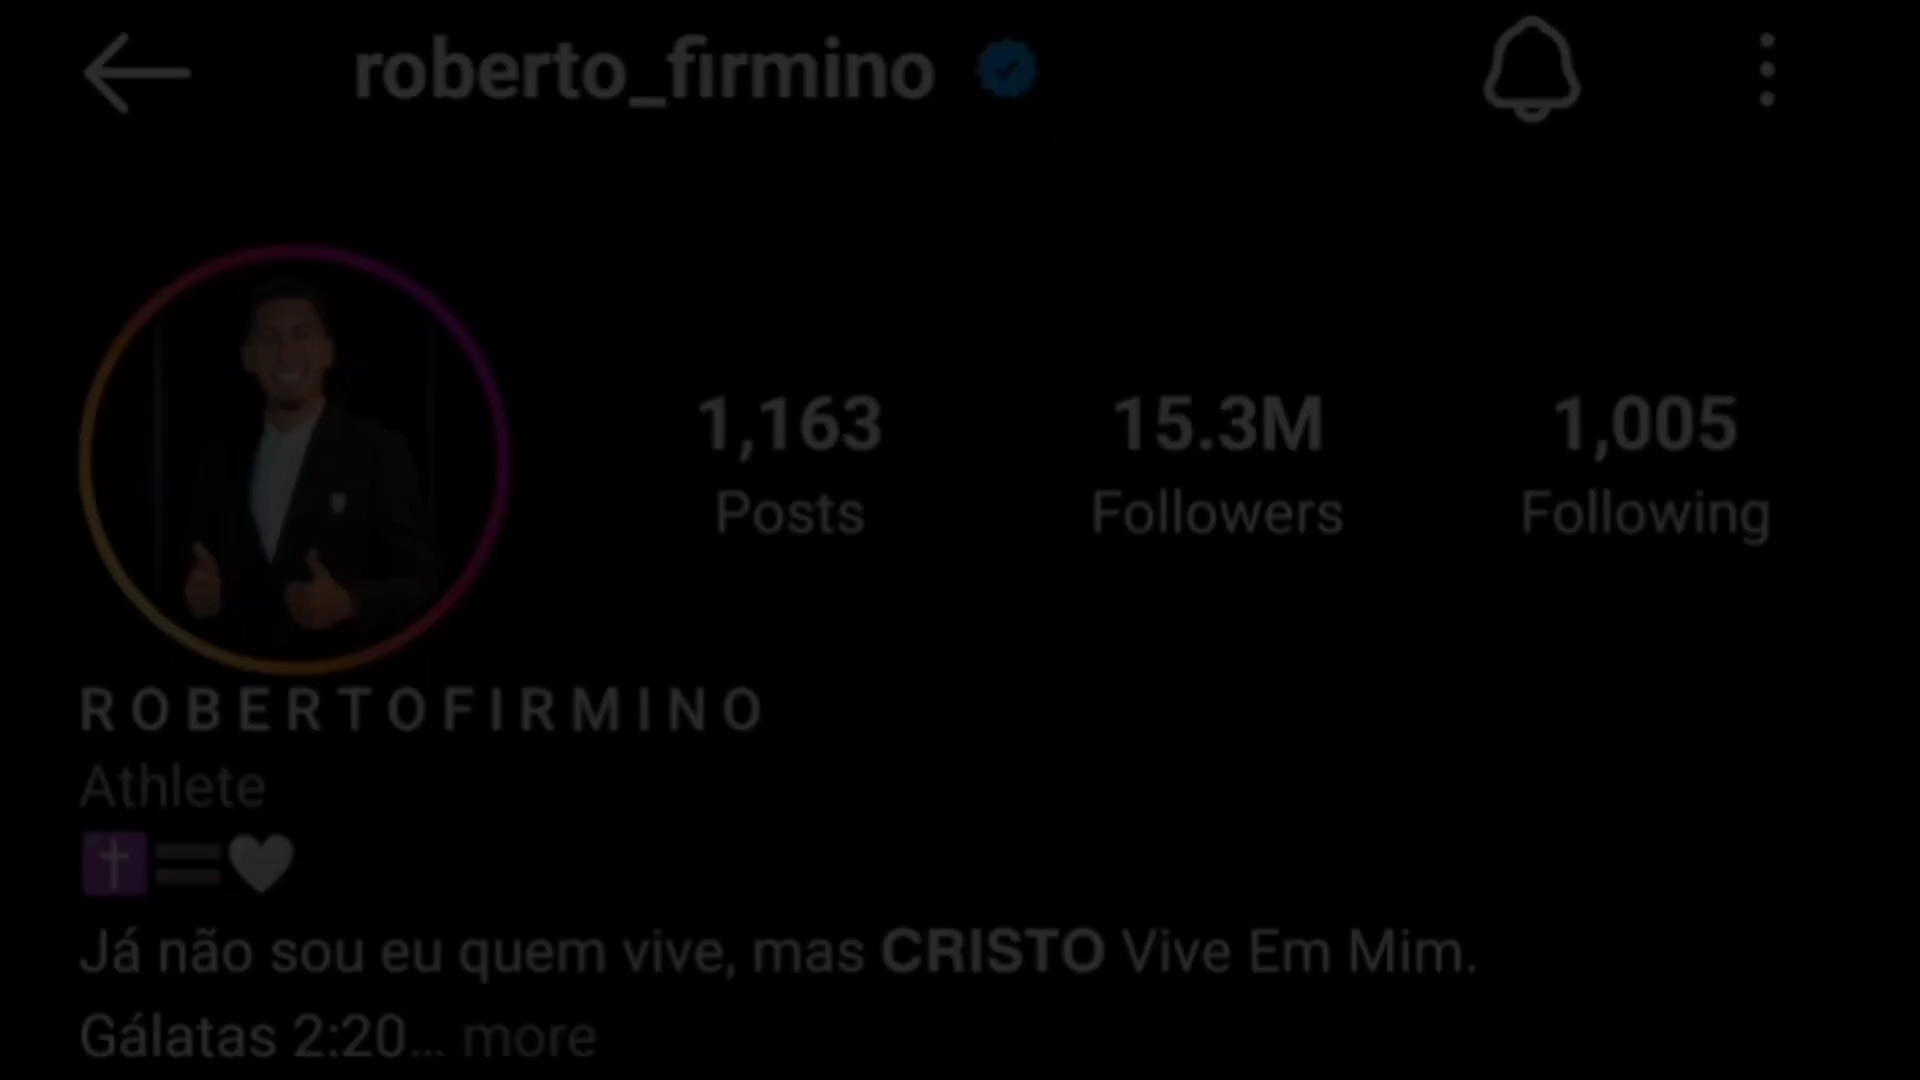 roberto_firmino
1,163 15.3M 1,005
Posts Followers Following
ROBERTOFIRMINO
Athlete
✝️=🤍
Já não sou eu quem vive, mas CRISTO Vive Em Mim.
Gálatas 2:20... more